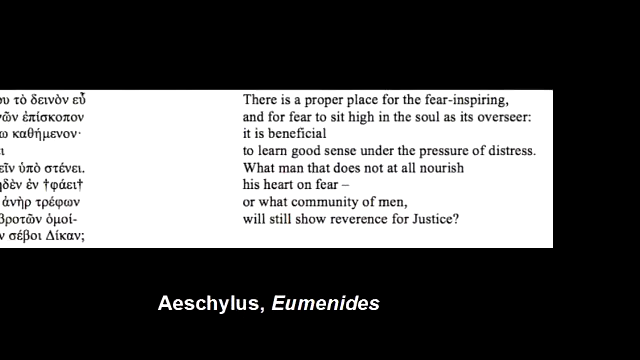 τὸ δεινὸν εὖ
ἐπίσκοπον
καθήμενον·
ὑπὸ στένει.
ἐν †φάει†
ἀνὴρ τρέφων
βροτῶν ὁμοί-
σέβοι Δίκαν;
There is a proper place for the fear-inspiring,
and for fear to sit high in the soul as its overseer:
it is beneficial
to learn good sense under the pressure of distress.
What man that does not at all nourish
his heart on fear –
or what community of men,
will still show reverence for Justice?
Aeschylus, Eumenides